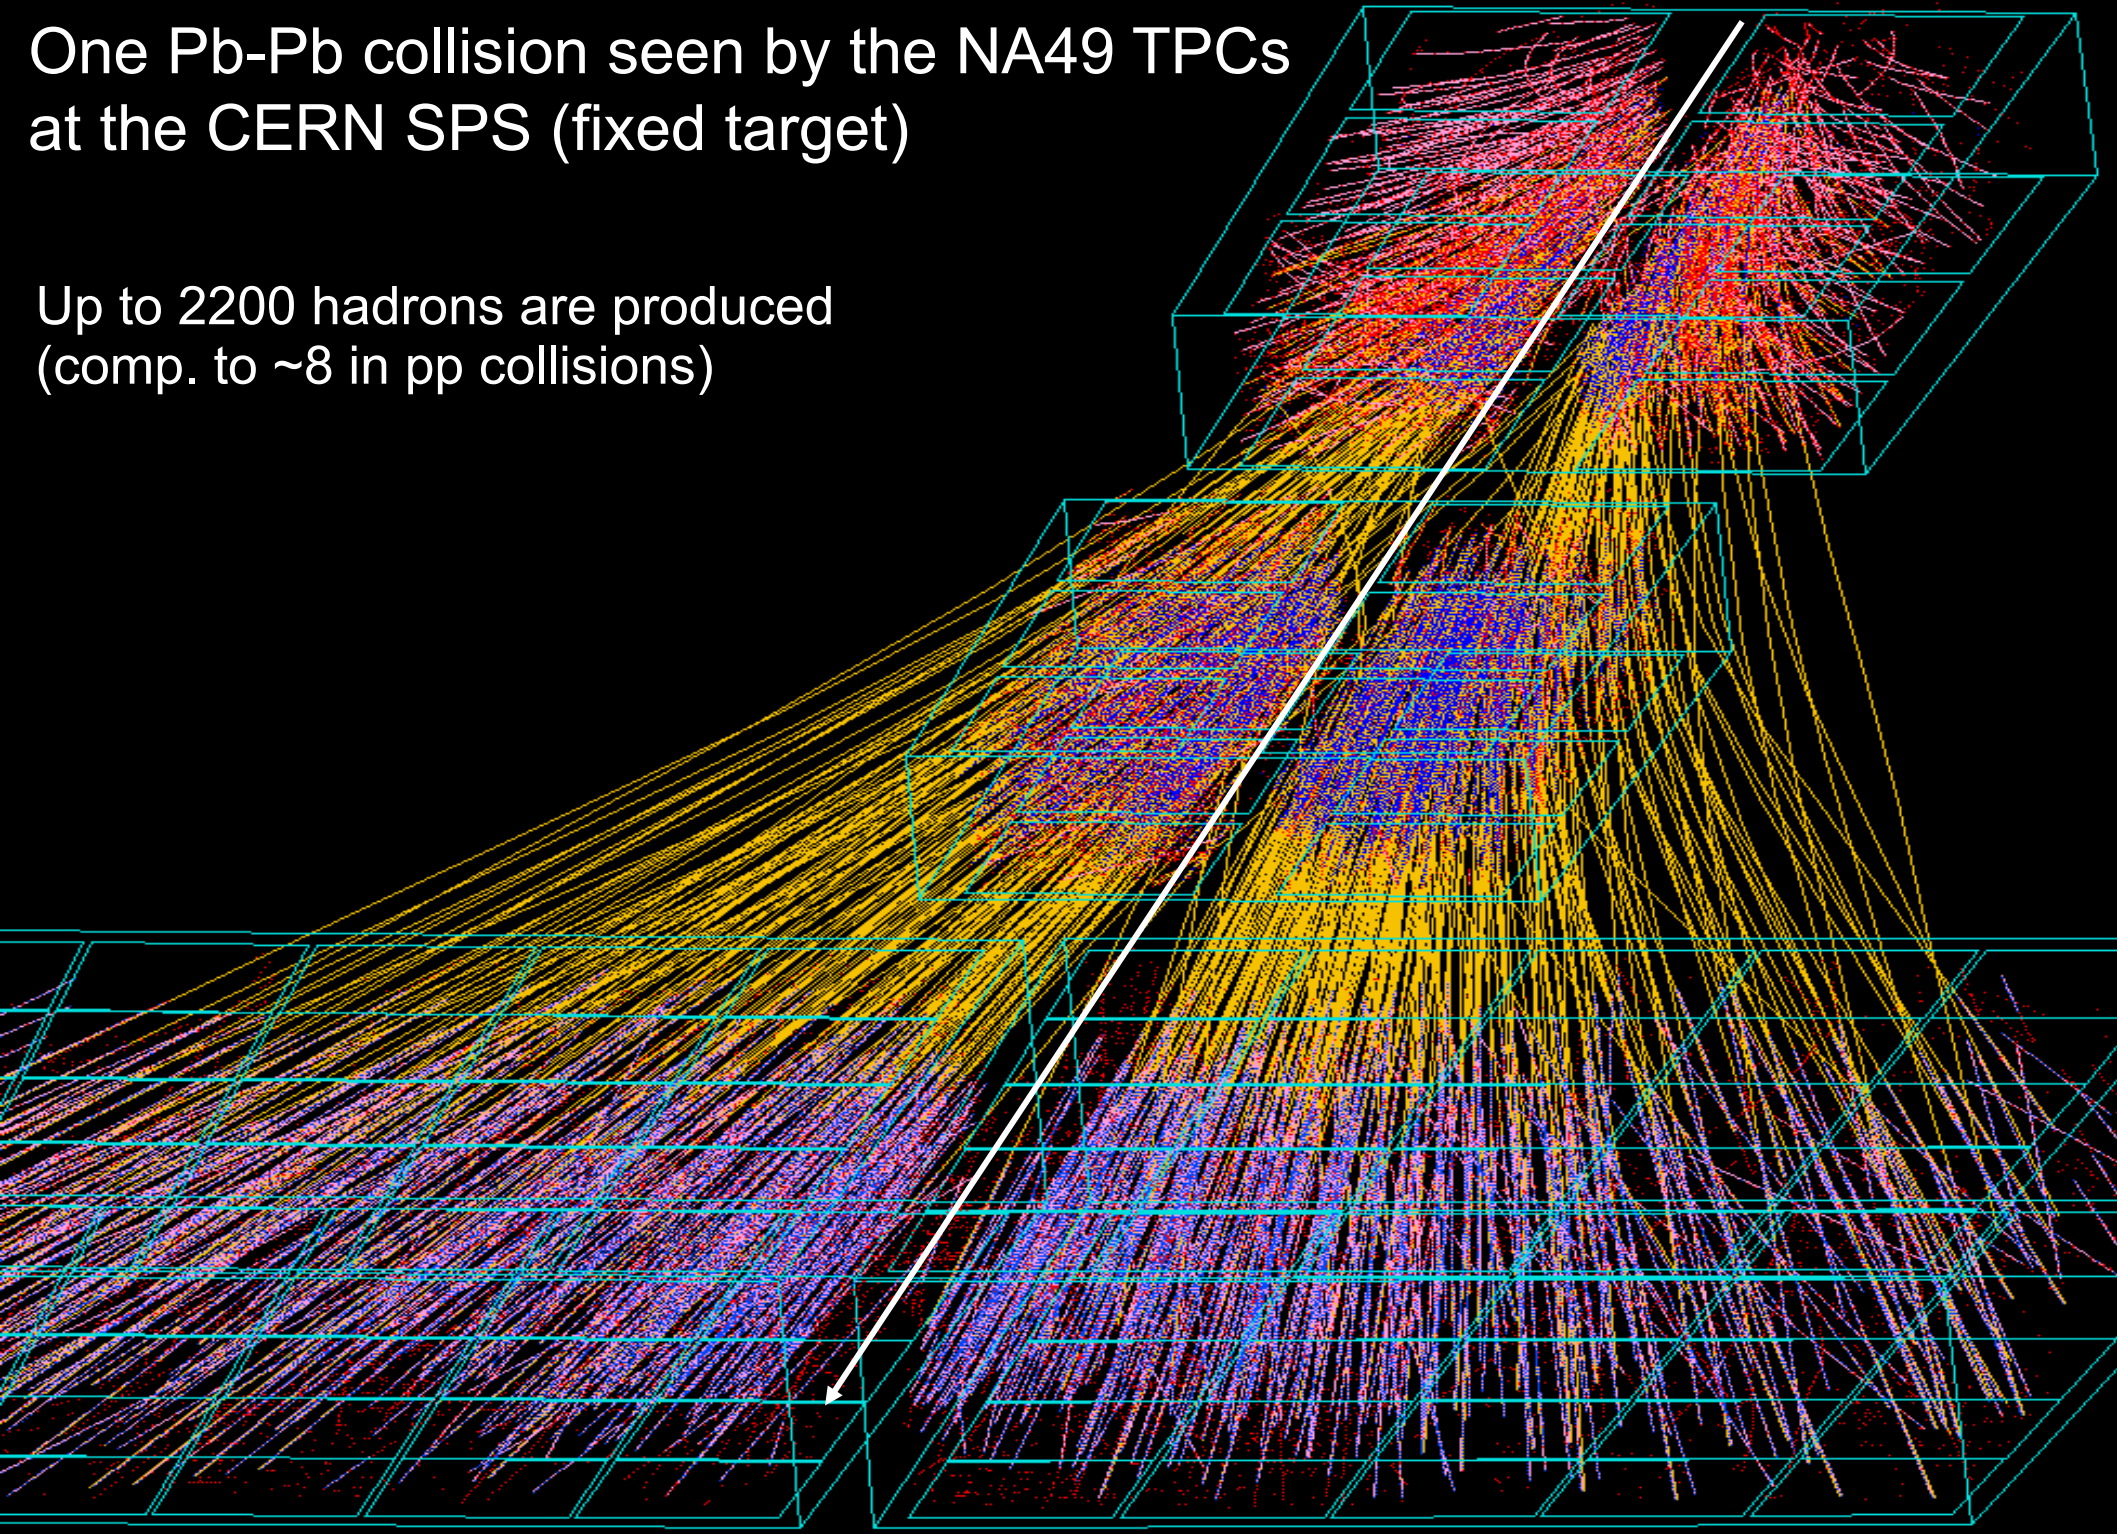 One Pb-Pb collision seen by the NA49 TPCs
at the CERN SPS (fixed target)
Up to 2200 hadrons are produced
(comp. to ~8 in pp collisions)